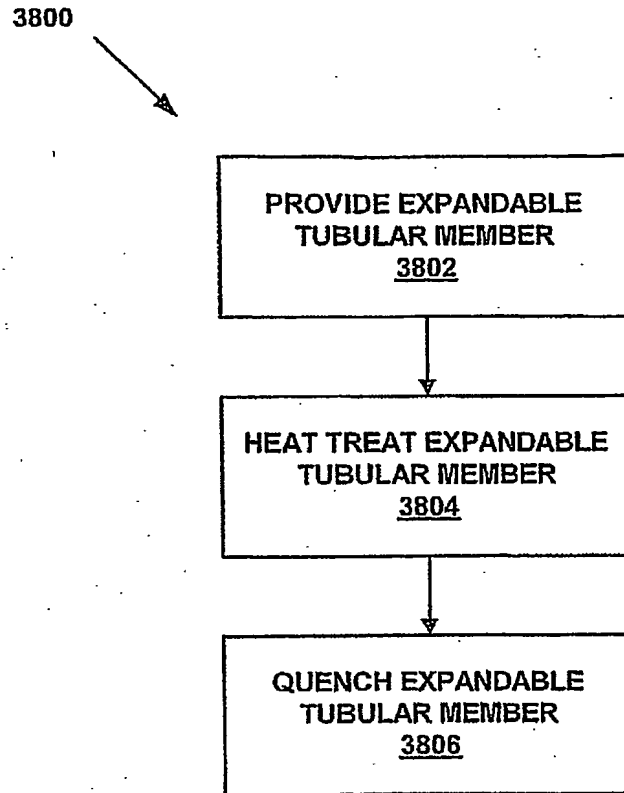 3800
PROVIDE EXPANDABLE
TUBULAR MEMBER
3802
HEAT TREAT EXPANDABLE
TUBULAR MEMBER
3804
QUENCH EXPANDABLE
TUBULAR MEMBER
3806